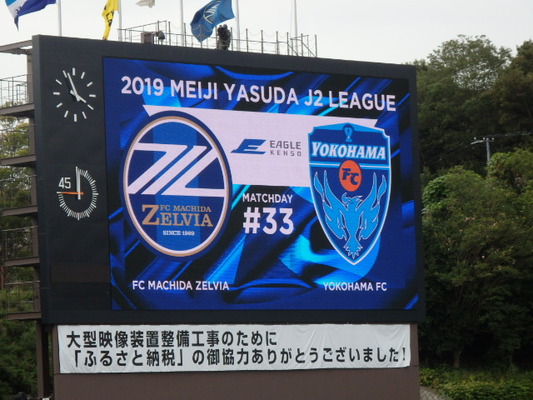 2019 MEIJI YASUDA J2 LEAGUE
EAGLE
KENSO
YOKOHAMA
FC
FC MACHIDA
ZELVIA
SINCE 1989
MATCHDAY
#33
FC MACHIDA ZELVIA
YOKOHAMA FC
45
大型映像装置整備工事のために
「ふるさと納税」の御協力ありがとうございました!